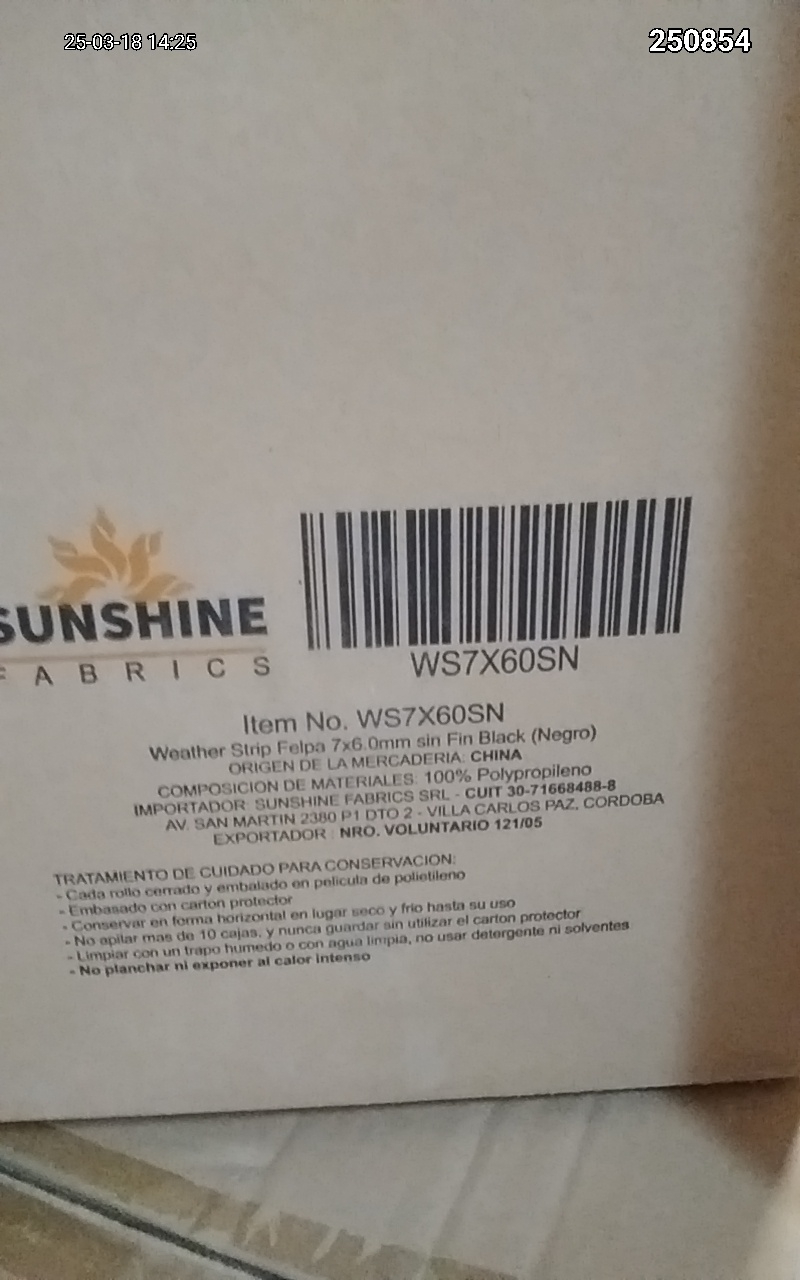 25-03-18 14:25
250854
SUNSHINE
FABRICS
WS7X60SN
Item No. WS7X60SN
Weather Strip Felpa 7x6.0mm sin Fin Black (Negro)
ORIGEN DE LA MERCADERIA: CHINA
COMPOSICION DE MATERIALES: 100% Polypropileno
IMPORTADOR: SUNSHINE FABRICS SRL - CUIT 30-71668488-8
AV. SAN MARTIN 2380 P1 DTO 2 - VILLA CARLOS PAZ, CORDOBA
EXPORTADOR : NRO. VOLUNTARIO 121/05
TRATAMIENTO DE CUIDADO PARA CONSERVACION:
- Cada rollo cerrado y embalado en pelicula de polietileno
- Embasado con carton protector
- Conservar en forma horizontal en lugar seco y frio hasta su uso
- No apilar mas de 10 cajas, y nunca guardar sin utilizar el carton protector
- Limpiar con un trapo humedo o con agua limpia, no usar detergente ni solventes
- No planchar ni exponer al calor intenso